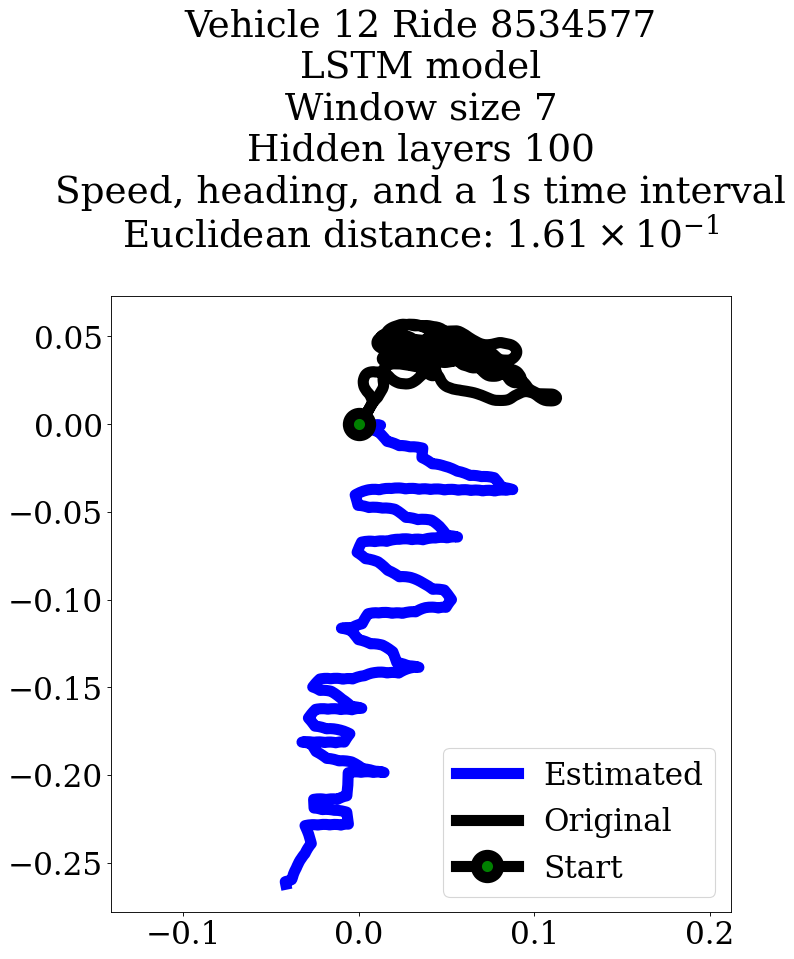 Vehicle 12 Ride 8534577
LSTM model
Window size 7
Hidden layers 100
Speed, heading, and a 1s time interval
Euclidean distance: 1.61 × 10⁻¹
0.05
0.00
−0.05
−0.10
−0.15
−0.20
−0.25
Estimated
Original
Start
−0.1
0.0
0.1
0.2